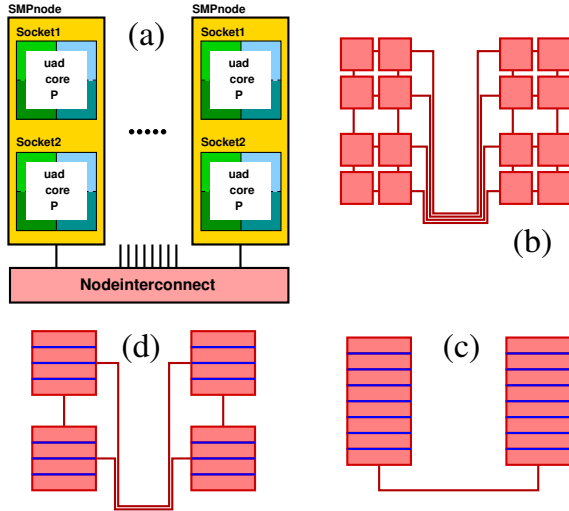 SMPnode
SMPnode
(a)
Socket1
uad
core
P
Socket1
uad
core
P
Socket2
uad
core
P
Socket2
uad
core
P
Nodeinterconnect
(b)
(d)
(c)